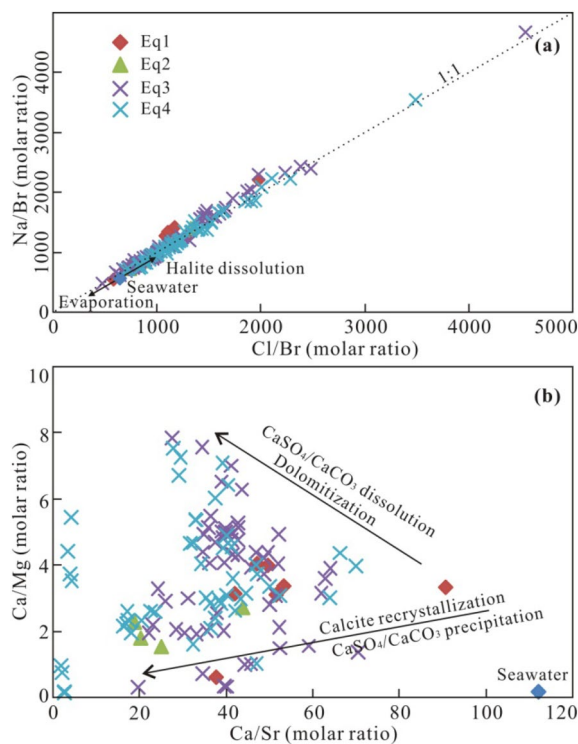 (a)
Eq1
Eq2
Eq3
Eq4
1:1
Halite dissolution
Seawater
Evaporation
4000
3000
2000
1000
0
0 1000 2000 3000 4000 5000
Na/Br (molar ratio)
Cl/Br (molar ratio)
(b)
CaSO₄/CaCO₃ dissolution
Dolomitization
Calcite recrystallization
CaSO₄/CaCO₃ precipitation
Seawater
10
8
6
4
2
0
0 20 40 60 80 100 120
Ca/Mg (molar ratio)
Ca/Sr (molar ratio)